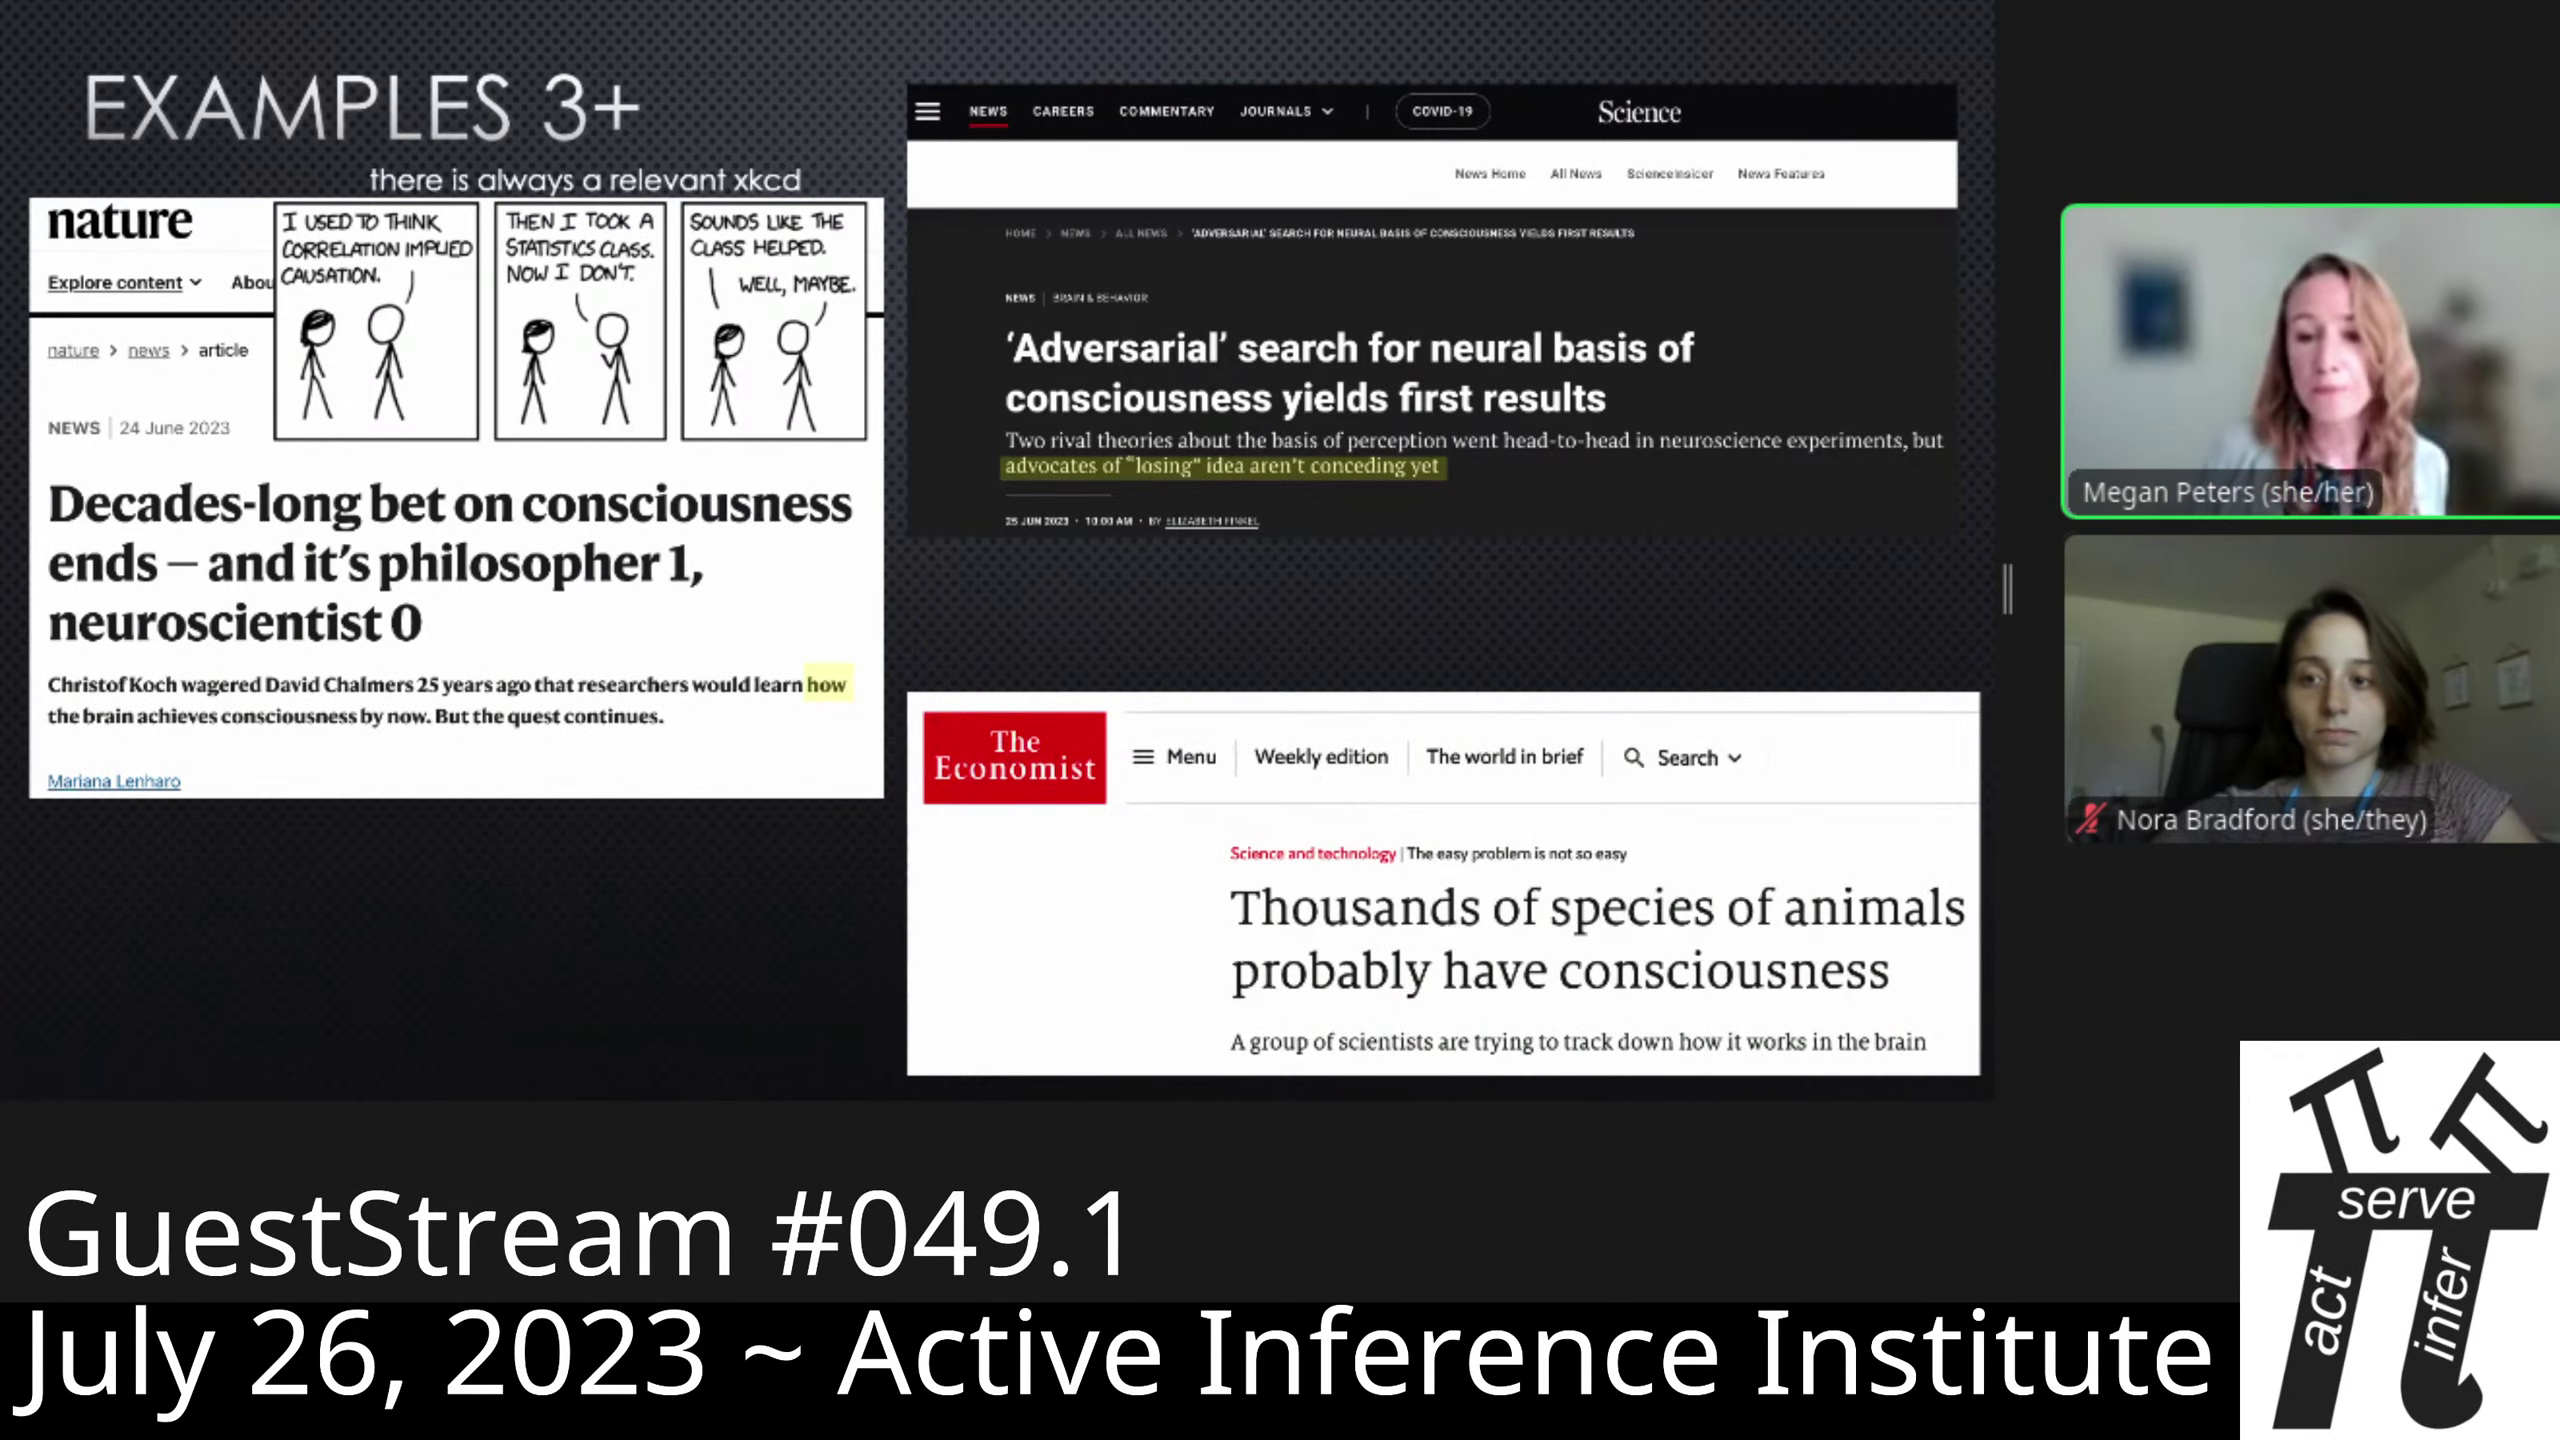 EXAMPLES 3+
there is always a relevant xkcd
nature
Explore content
Abou
nature > news > article
NEWS | 24 June 2023
I USED TO THINK
CORRELATION IMPLIED
CAUSATION.
THEN I TOOK A
STATISTICS CLASS.
NOW I DON'T.
SOUNDS LIKE THE
CLASS HELPED.
WELL, MAYBE.
Decades-long bet on consciousness
ends — and it's philosopher 1,
neuroscientist 0
Christof Koch wagered David Chalmers 25 years ago that researchers would learn how
the brain achieves consciousness by now. But the quest continues.
Mariana Lenharo
NEWS CAREERS COMMENTARY JOURNALS | COVID-19 Science
News Home All News ScienceInsider News Features
HOME > NEWS > ALL NEWS > 'ADVERSARIAL' SEARCH FOR NEURAL BASIS OF CONSCIOUSNESS YIELDS FIRST RESULTS
NEWS | BRAIN & BEHAVIOR
‘Adversarial’ search for neural basis of
consciousness yields first results
Two rival theories about the basis of perception went head-to-head in neuroscience experiments, but
advocates of “losing” idea aren’t conceding yet
25 JUN 2023 · 10:00 AM · BY ELIZABETH FINKEL
The
Economist
Menu | Weekly edition | The world in brief | Search
Science and technology | The easy problem is not so easy
Thousands of species of animals
probably have consciousness
A group of scientists are trying to track down how it works in the brain
Megan Peters (she/her)
Nora Bradford (she/they)
GuestStream #049.1
July 26, 2023 ~ Active Inference Institute
serve
act
infer